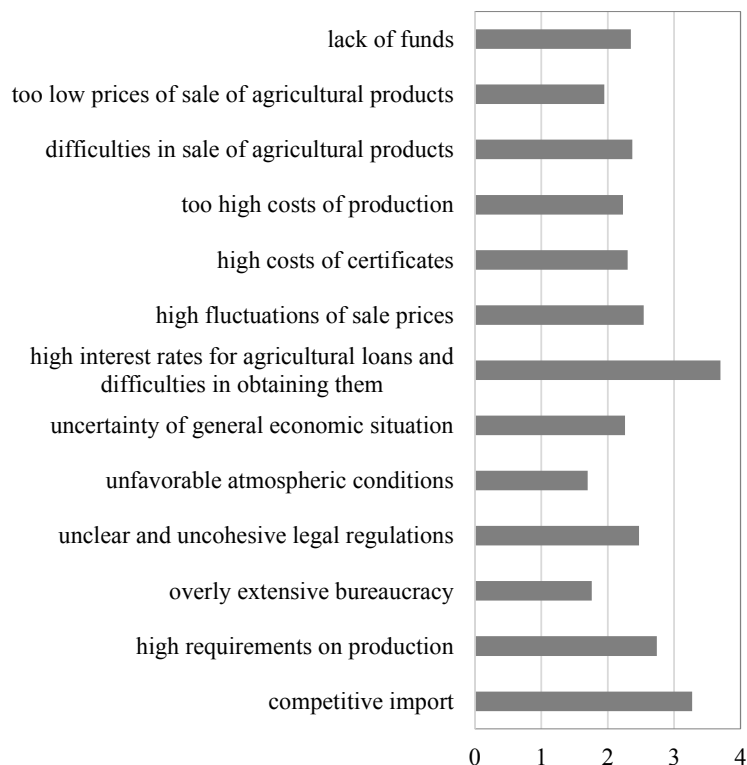 lack of funds
too low prices of sale of agricultural products
difficulties in sale of agricultural products
too high costs of production
high costs of certificates
high fluctuations of sale prices
high interest rates for agricultural loans and
difficulties in obtaining them
uncertainty of general economic situation
unfavorable atmospheric conditions
unclear and uncohesive legal regulations
overly extensive bureaucracy
high requirements on production
competitive import
0 1 2 3 4